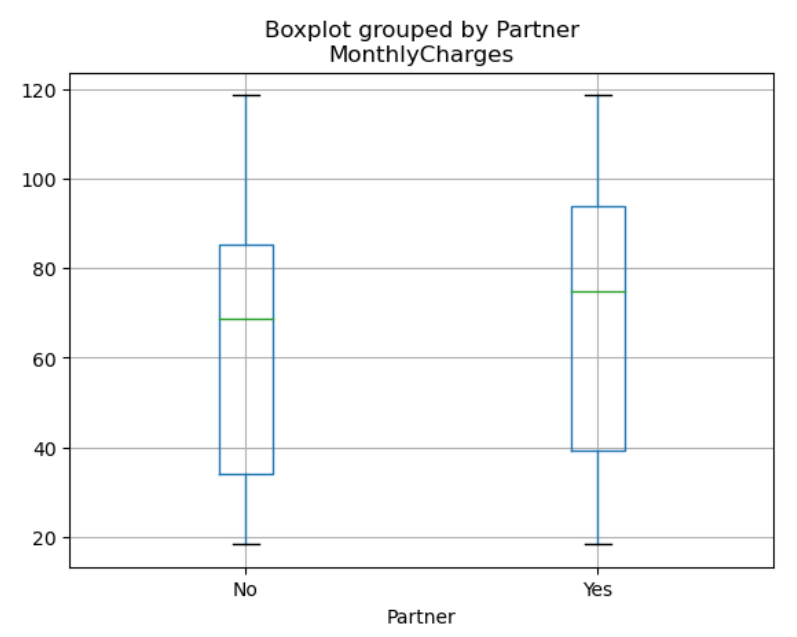 Boxplot grouped by Partner
MonthlyCharges
120
100
80
60
40
20
No Yes
Partner